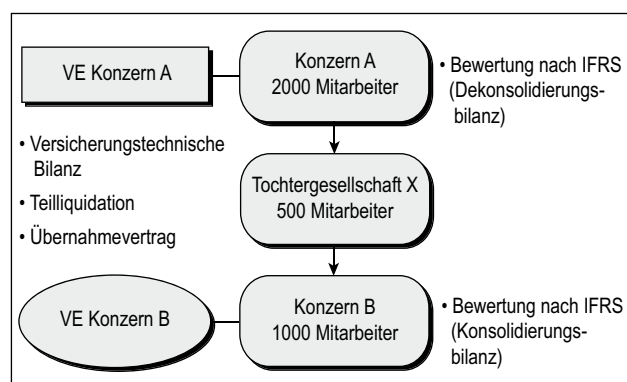 VE Konzern A
Konzern A
2000 Mitarbeiter
• Bewertung nach IFRS
(Dekonsolidierungs-
bilanz)
• Versicherungstechnische
Bilanz
• Teilliquidation
• Übernahmevertrag
Tochtergesellschaft X
500 Mitarbeiter
VE Konzern B
Konzern B
1000 Mitarbeiter
• Bewertung nach IFRS
(Konsolidierungs-
bilanz)